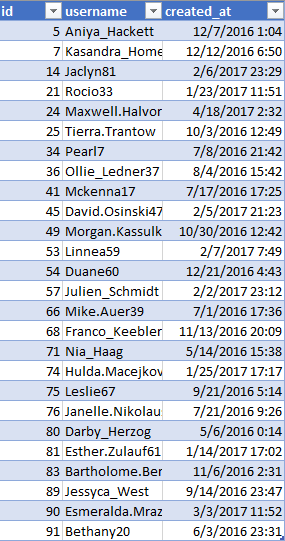 id username created_at
5 Aniya_Hackett 12/7/2016 1:04
7 Kasandra_Home 12/12/2016 6:50
14 Jaclyn81 2/6/2017 23:29
21 Rocio33 1/23/2017 11:51
24 Maxwell.Halvor 4/18/2017 2:32
25 Tierra.Trantow 10/3/2016 12:49
34 Pearl7 7/8/2016 21:42
36 Ollie_Ledner37 8/4/2016 15:42
41 Mckenna17 7/17/2016 17:25
45 David.Osinski47 2/5/2017 21:23
49 Morgan.Kassulk 10/30/2016 12:42
53 Linnea59 2/7/2017 7:49
54 Duane60 12/21/2016 4:43
57 Julien_Schmidt 2/2/2017 23:12
66 Mike.Auer39 7/1/2016 17:36
68 Franco_Keebler 11/13/2016 20:09
71 Nia_Haag 5/14/2016 15:38
74 Hulda.Macejkov 1/25/2017 17:17
75 Leslie67 9/21/2016 5:14
76 Janelle.Nikolau 7/21/2016 9:26
80 Darby_Herzog 5/6/2016 0:14
81 Esther.Zulauf61 1/14/2017 17:02
83 Bartholome.Ber 11/6/2016 2:31
89 Jessyca_West 9/14/2016 23:47
90 Esmeralda.Mraz 3/3/2017 11:52
91 Bethany20 6/3/2016 23:31